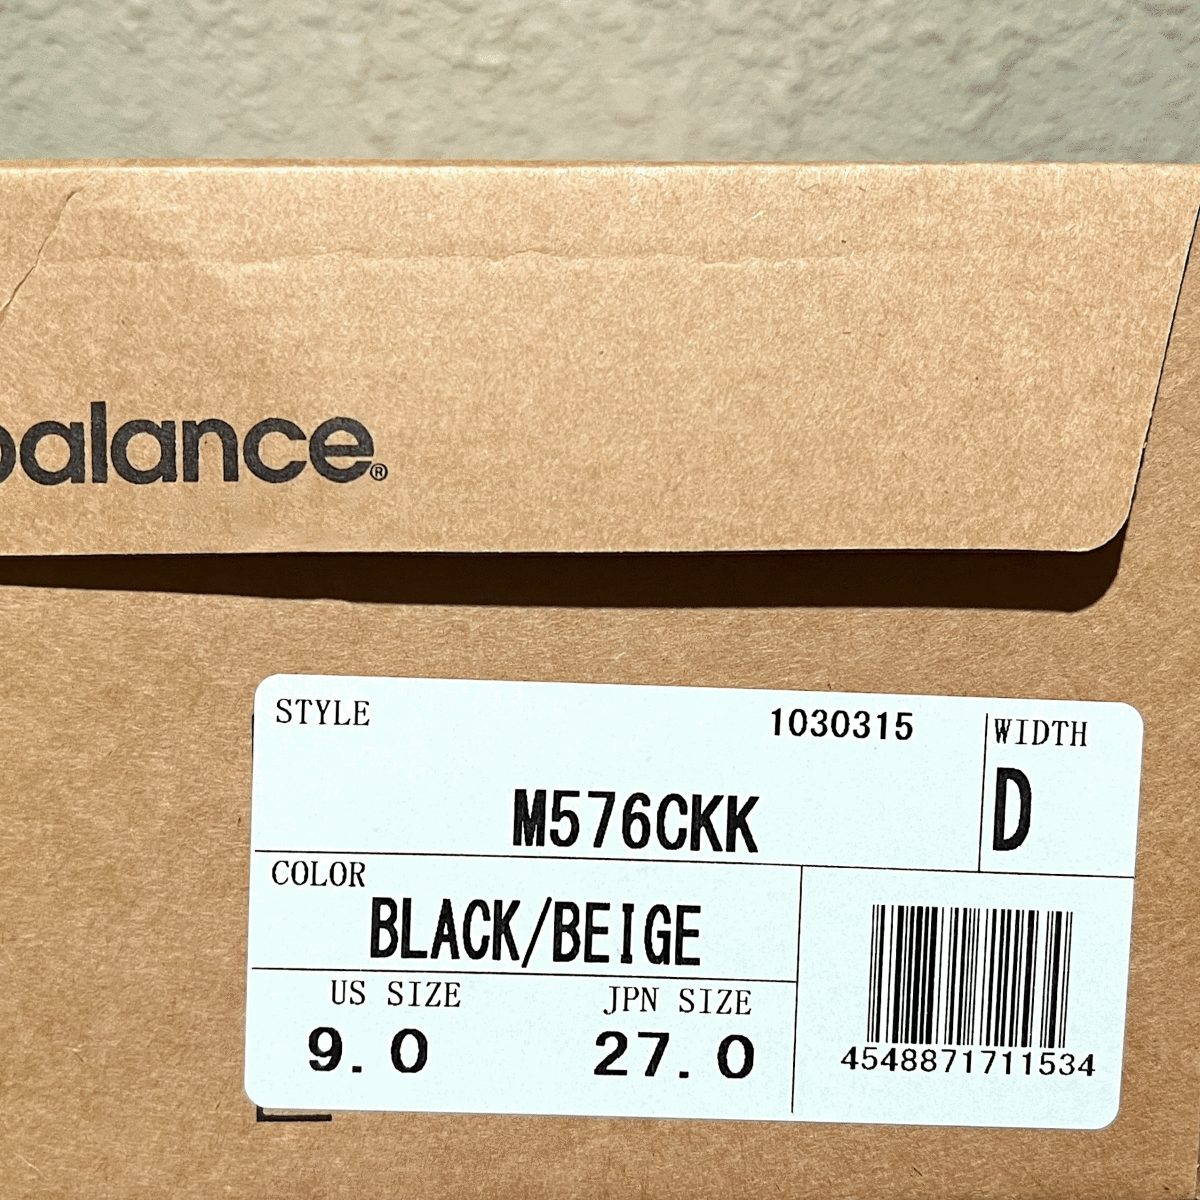 balance®
STYLE 1030315 WIDTH
M576CKK D
COLOR
BLACK/BEIGE
US SIZE JPN SIZE
9.0 27.0
4548871711534